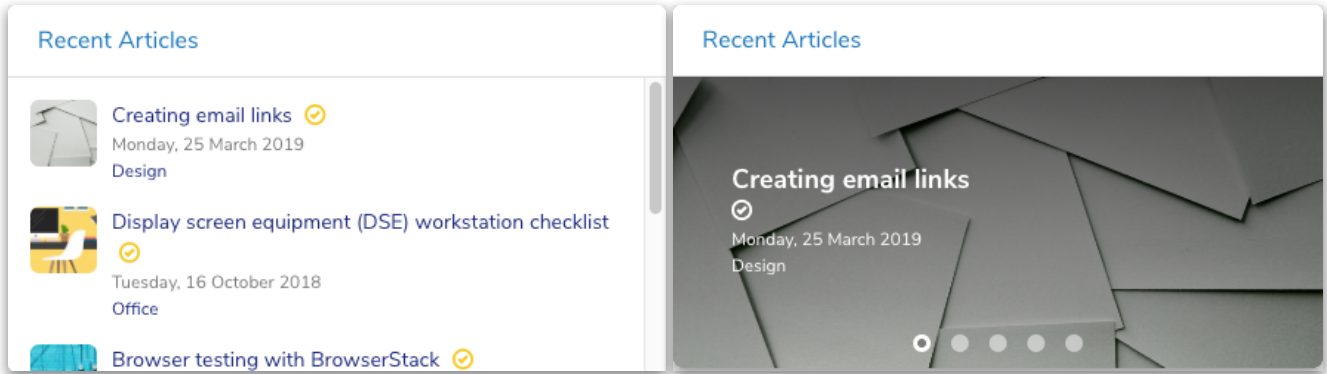 Recent Articles
Creating email links
Monday, 25 March 2019
Design
Display screen equipment (DSE) workstation checklist
Tuesday, 16 October 2018
Office
Browser testing with BrowserStack
Recent Articles
Creating email links
Monday, 25 March 2019
Design